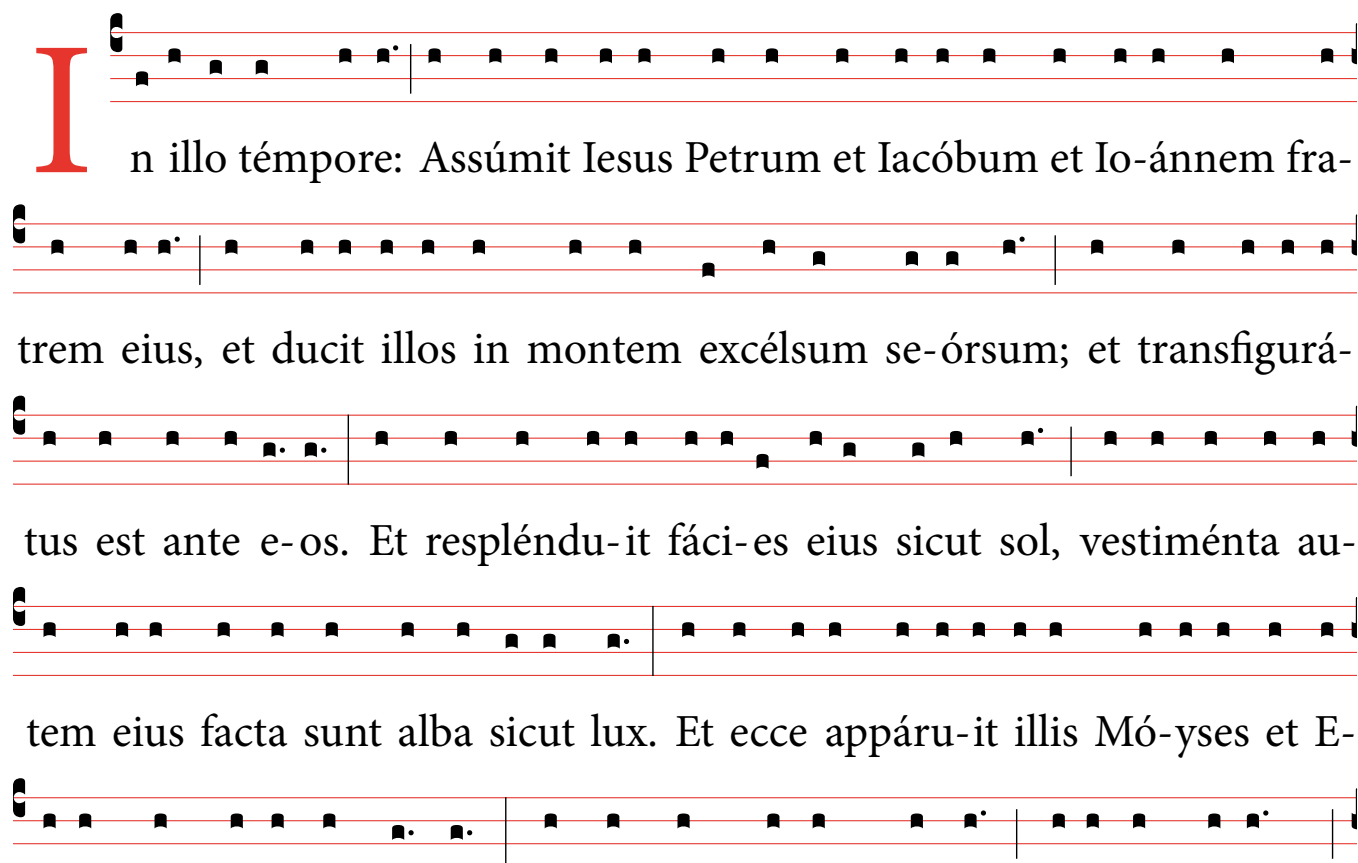 In illo témpore: Assúmit Iesus Petrum et Iacóbum et Io-ánnem fra-
trem eius, et ducit illos in montem excélsum se-órsum; et transfigurá-
tus est ante e-os. Et respléndu-it fáci-es eius sicut sol, vestiménta au-
tem eius facta sunt alba sicut lux. Et ecce appáru-it illis Mó-yses et E-